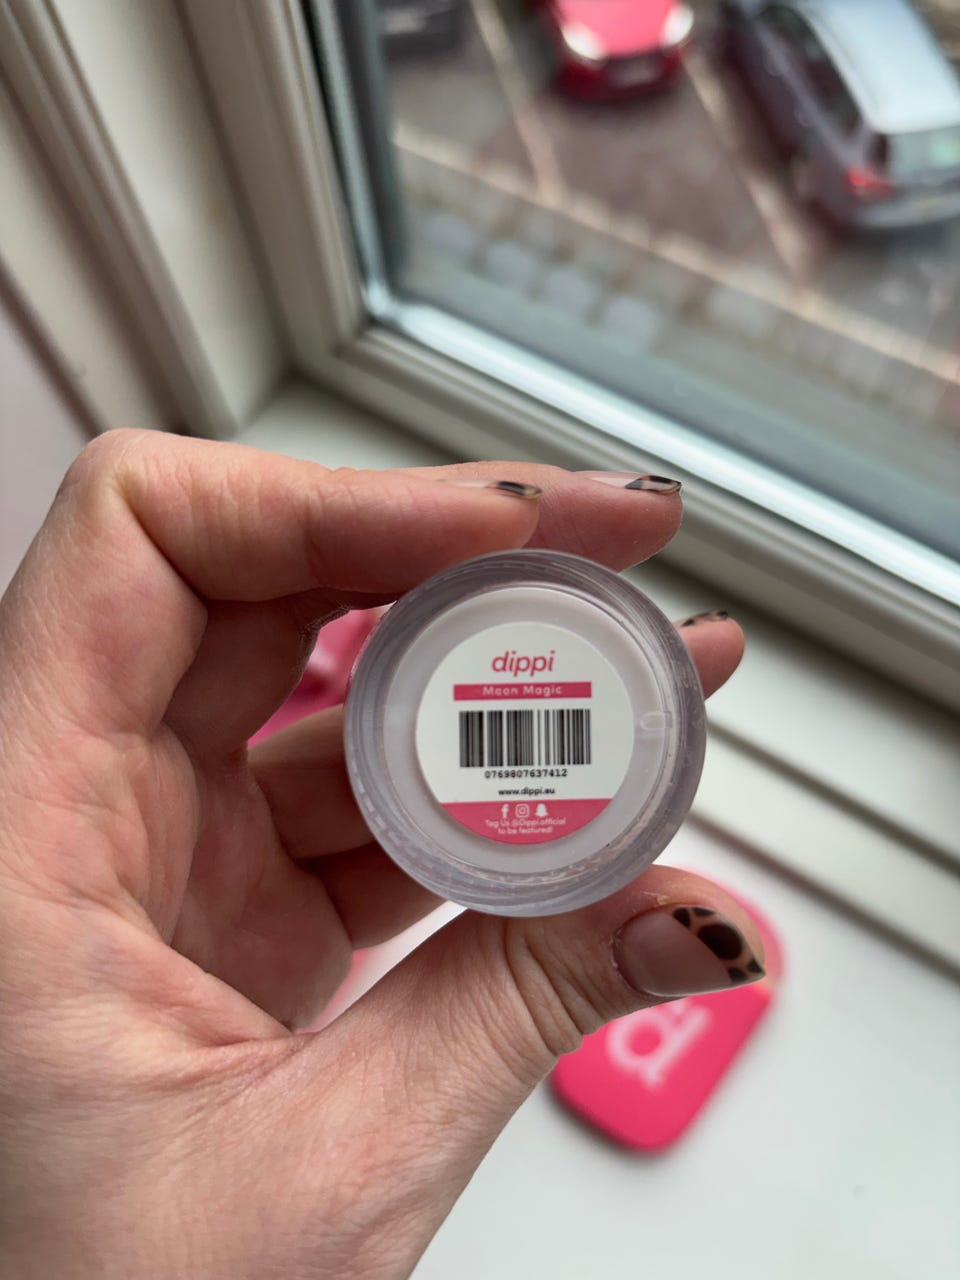 dippi
Moon Magic
0769807637412
www.dippi.eu
Tag Us @Dippi.official
to be featured!